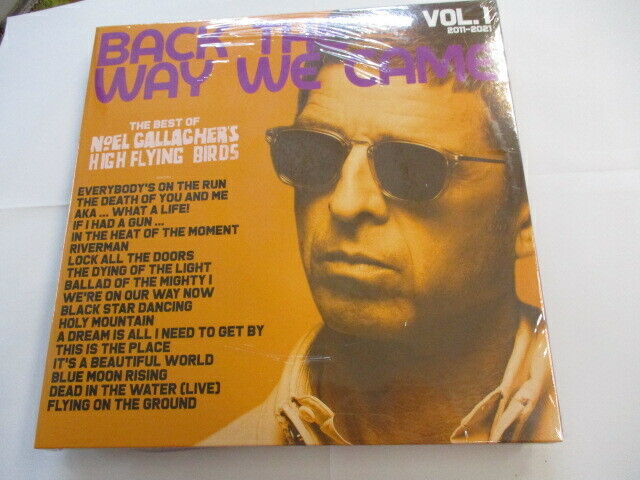 VOL.1
2011-2021
BACK THE
WAY WE CAME
THE BEST OF
NOEL GALLAGHER'S
HIGH FLYING BIRDS
EVERYBODY'S ON THE RUN
THE DEATH OF YOU AND ME
AKA ... WHAT A LIFE!
IF I HAD A GUN ...
IN THE HEAT OF THE MOMENT
RIVERMAN
LOCK ALL THE DOORS
THE DYING OF THE LIGHT
BALLAD OF THE MIGHTY I
WE'RE ON OUR WAY NOW
BLACK STAR DANCING
HOLY MOUNTAIN
A DREAM IS ALL I NEED TO GET BY
THIS IS THE PLACE
IT'S A BEAUTIFUL WORLD
BLUE MOON RISING
DEAD IN THE WATER (LIVE)
FLYING ON THE GROUND